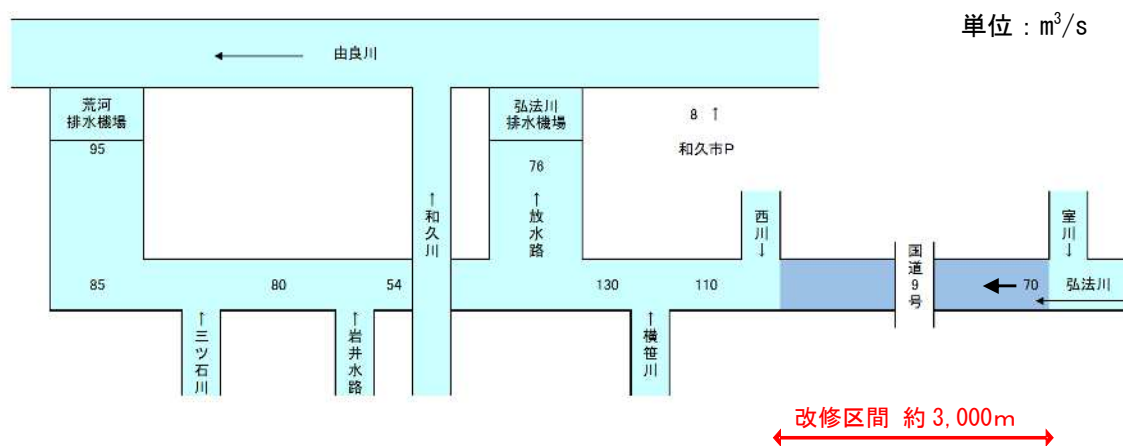 単位：m³/s
← 由良川
荒河
排水機場
95
弘法川
排水機場
76
8 ↑
和久市P
↑和久川
↑放水路
西川↓
国道9号
室川↓
85
80
54
130
110
← 70
弘法川
↑三ツ石川
↑岩井水路
↑横笹川
改修区間 約3,000m